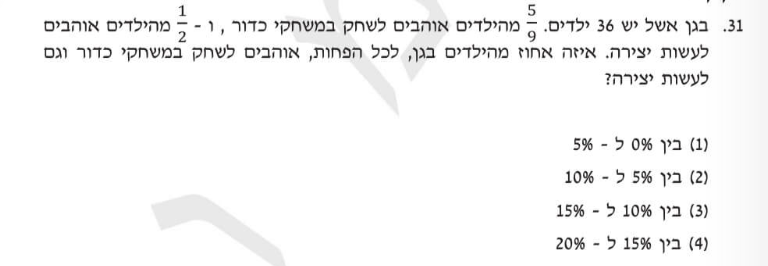 31. בגן אשל יש 36 ילדים. 5/9 מהילדים אוהבים לשחק במשחקי כדור , ו - 1/2 מהילדים אוהבים
לעשות יצירה. איזה אחוז מהילדים בגן, לכל הפחות, אוהבים לשחק במשחקי כדור וגם
לעשות יצירה?
(1) בין 0% ל - 5%
(2) בין 5% ל - 10%
(3) בין 10% ל - 15%
(4) בין 15% ל - 20%